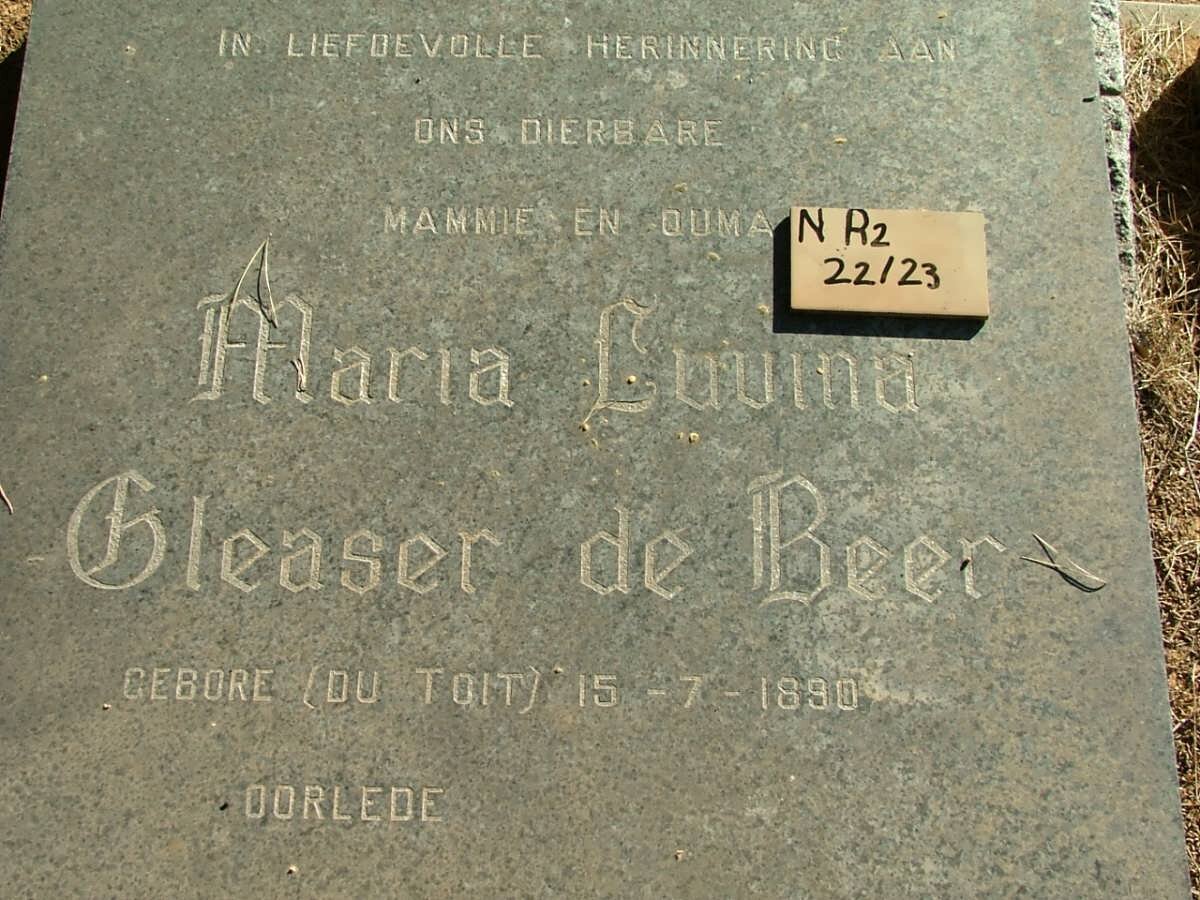 IN LIEFDEVOLLE HERINNERING AAN
ONS DIERBARE
MAMMIE EN OUMA
N R2
22/23
Maria Luvina
Gleaser de Beer
GEBORE (DU TOIT) 15-7-1890
OORLEDE